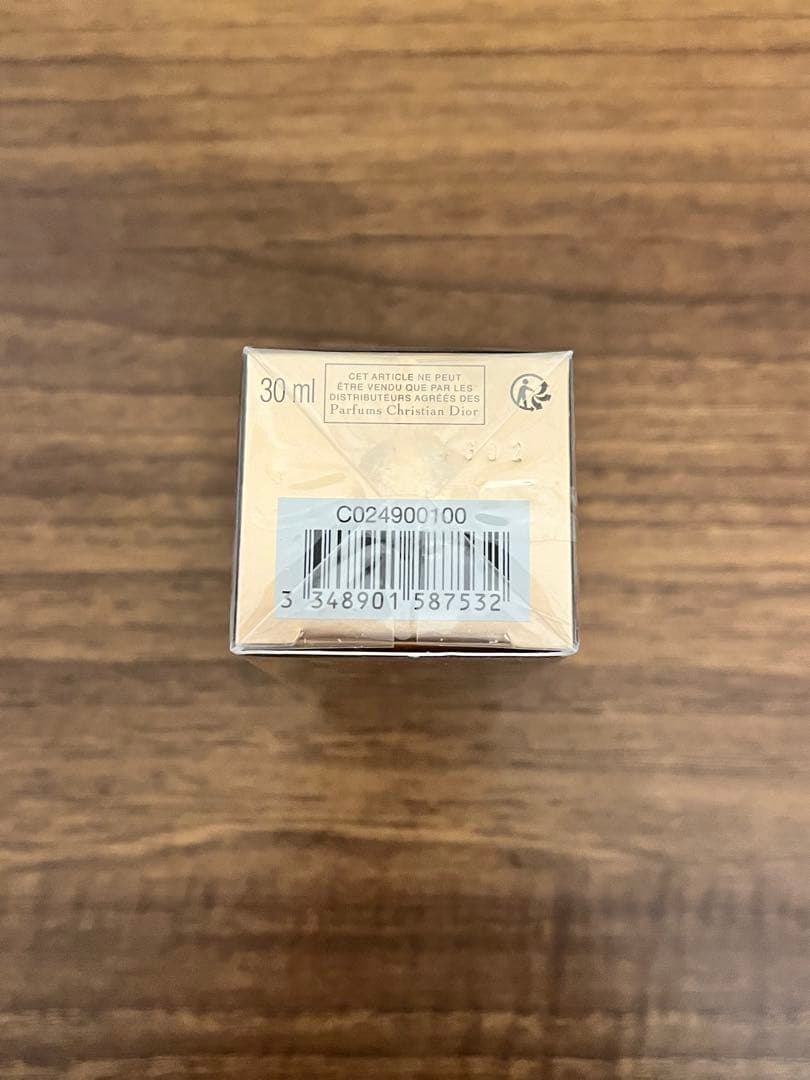 30 ml
CET ARTICLE NE PEUT
ÊTRE VENDU QUE PAR LES
DISTRIBUTEURS AGRÉÉS DES
Parfums Christian Dior
C024900100
3 348901 587532